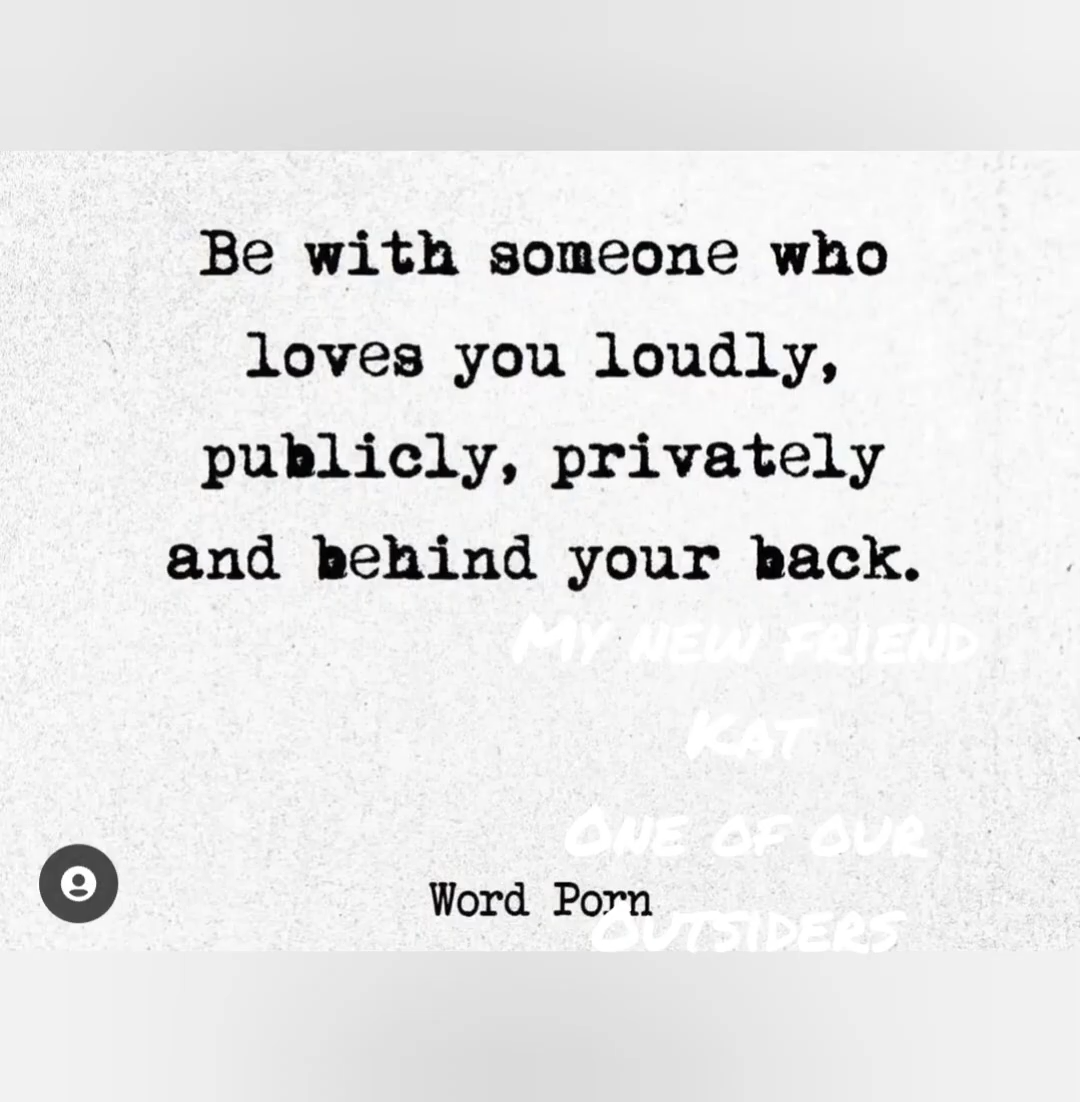 Be with someone who
loves you loudly,
publicly, privately
and behind your back.
My new friend
Kat
One of our
Word Porn
Outsiders